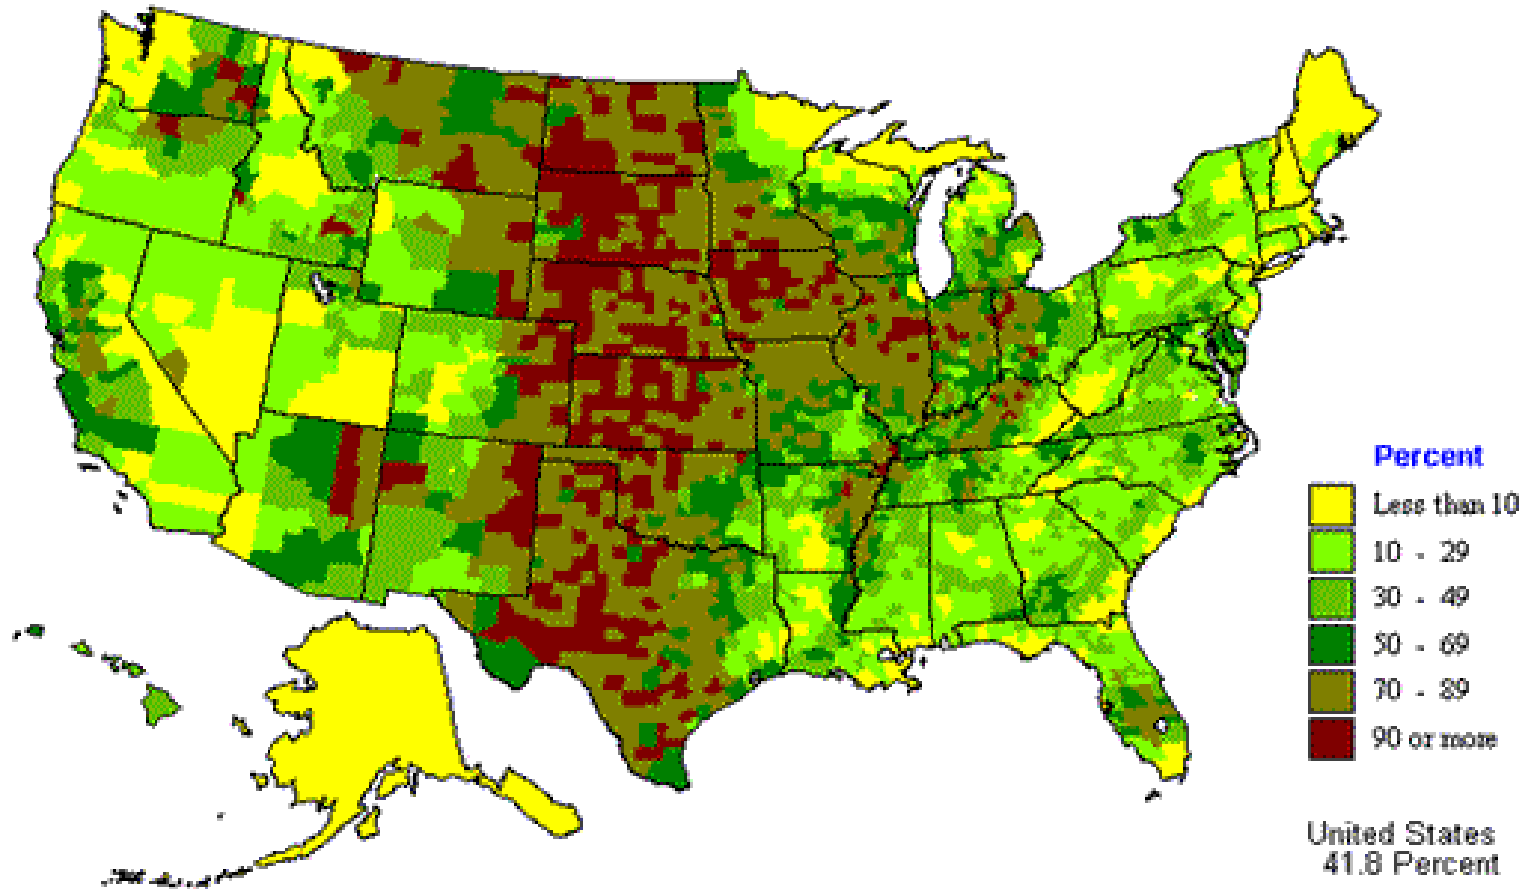 Percent
Less than 10
10 - 29
30 - 49
50 - 69
70 - 89
90 or more
United States
41.8 Percent